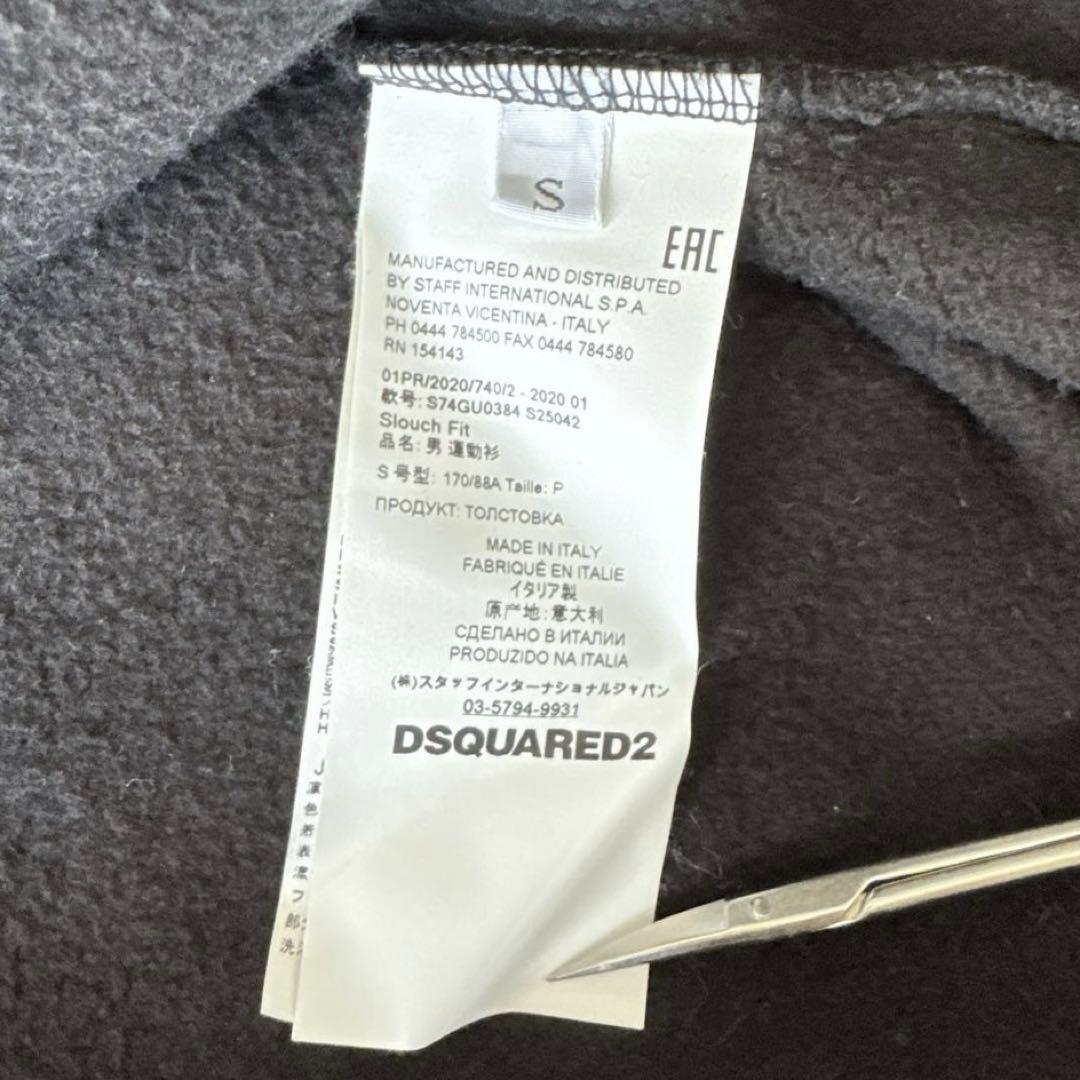 S
EAC
MANUFACTURED AND DISTRIBUTED
BY STAFF INTERNATIONAL S.P.A.
NOVENTA VICENTINA - ITALY
PH 0444 784500 FAX 0444 784580
RN 154143
01PR/2020/740/2 - 2020 01
款号: S74GU0384 S25042
Slouch Fit
品名: 男 運動衫
S 号型: 170/88A Taille: P
ПРОДУКТ: ТОЛСТОВКА
MADE IN ITALY
FABRIQUÉ EN ITALIE
イタリア製
原产地:意大利
СДЕЛАНО В ИТАЛИИ
PRODUZIDO NA ITALIA
(株)スタッフインターナショナルジャパン
03-5794-9931
DSQUARED2